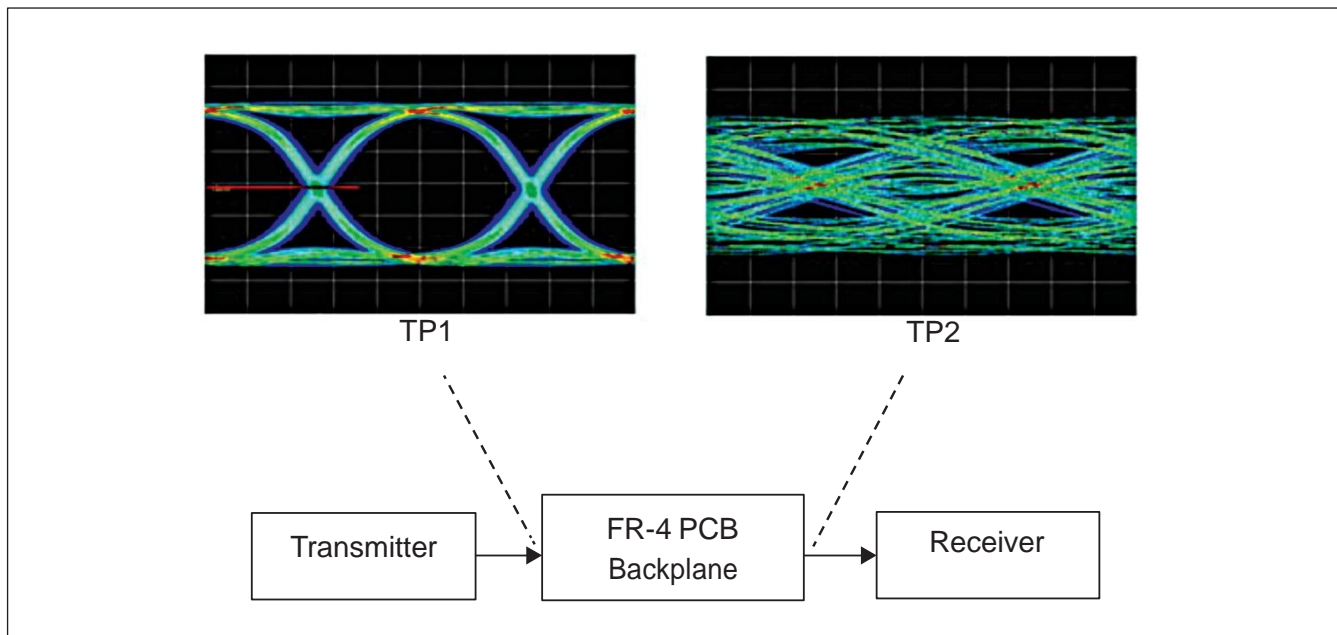 TP1
TP2
Transmitter
FR-4 PCB
Backplane
Receiver